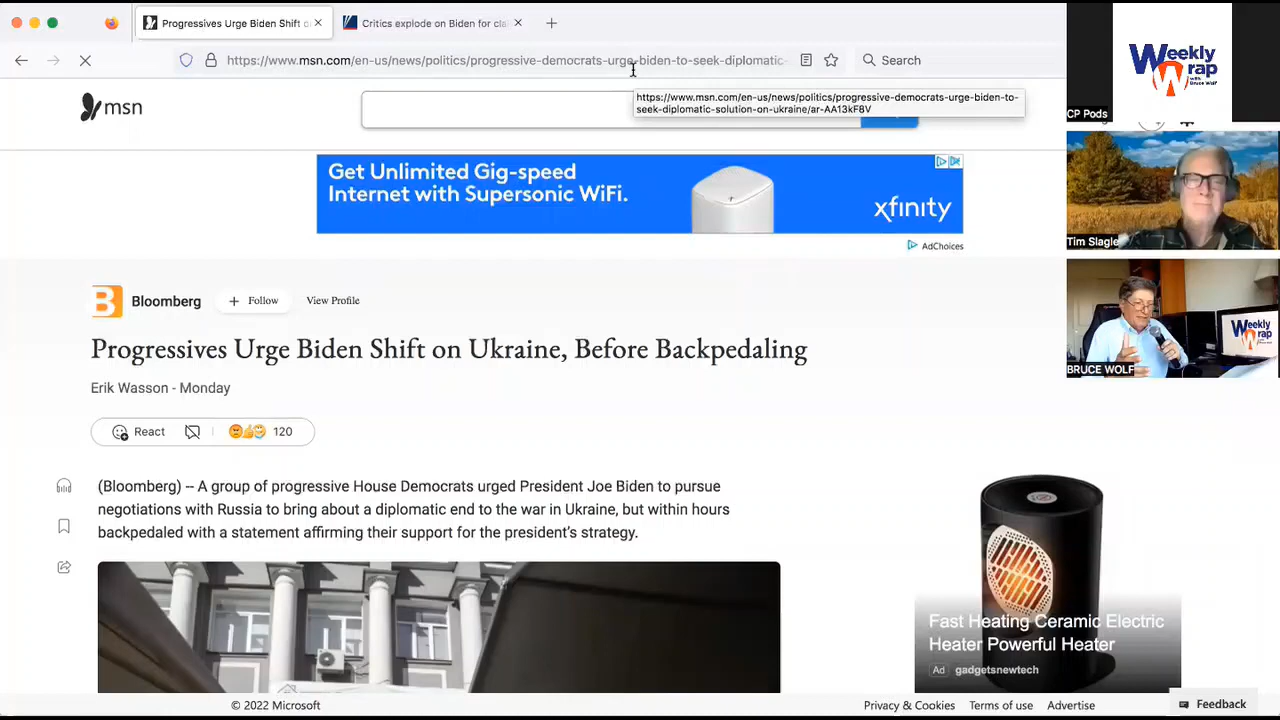 Progressives Urge Biden Shift o
Critics explode on Biden for clai
https://www.msn.com/en-us/news/politics/progressive-democrats-urge-biden-to-seek-diplomatic-
Search
https://www.msn.com/en-us/news/politics/progressive-democrats-urge-biden-to-
seek-diplomatic-solution-on-ukraine/ar-AA13kF8V
msn
Weekly
Wrap
with Bruce Wolf
CP Pods
Get Unlimited Gig-speed
Internet with Supersonic WiFi.
xfinity
AdChoices
Tim Slagle
Bloomberg
Follow
View Profile
Weekly
Wrap
BRUCE WOLF
Progressives Urge Biden Shift on Ukraine, Before Backpedaling
Erik Wasson - Monday
React
120
(Bloomberg) -- A group of progressive House Democrats urged President Joe Biden to pursue
negotiations with Russia to bring about a diplomatic end to the war in Ukraine, but within hours
backpedaled with a statement affirming their support for the president's strategy.
Fast Heating Ceramic Electric
Heater Powerful Heater
Ad gadgetsnewtech
© 2022 Microsoft
Privacy & Cookies
Terms of use
Advertise
Feedback